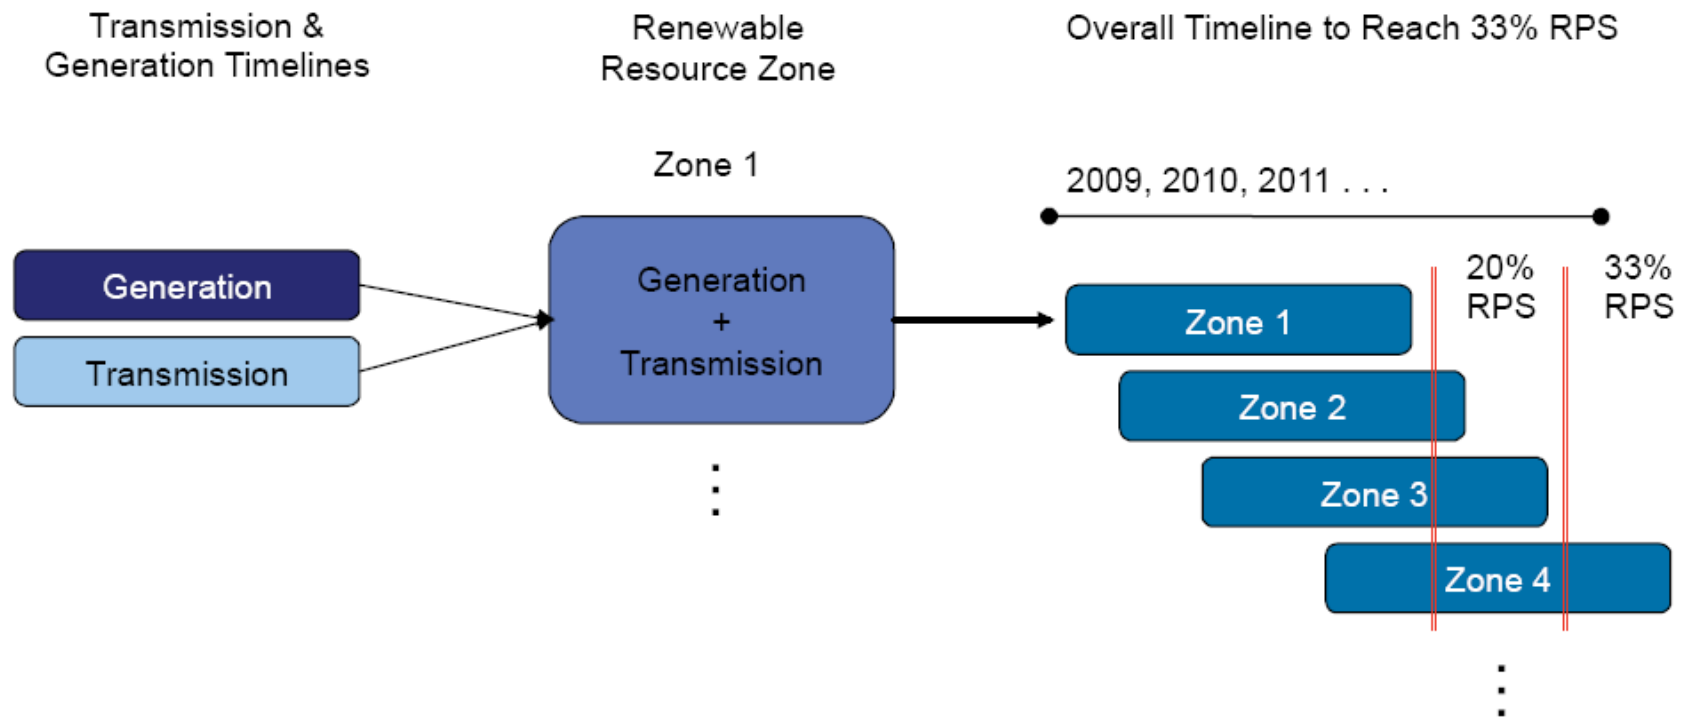 Transmission &
Generation Timelines
Renewable
Resource Zone
Overall Timeline to Reach 33% RPS
Zone 1
2009, 2010, 2011 . . .
Generation
Transmission
Generation
+
Transmission
20%
RPS
33%
RPS
Zone 1
Zone 2
Zone 3
Zone 4